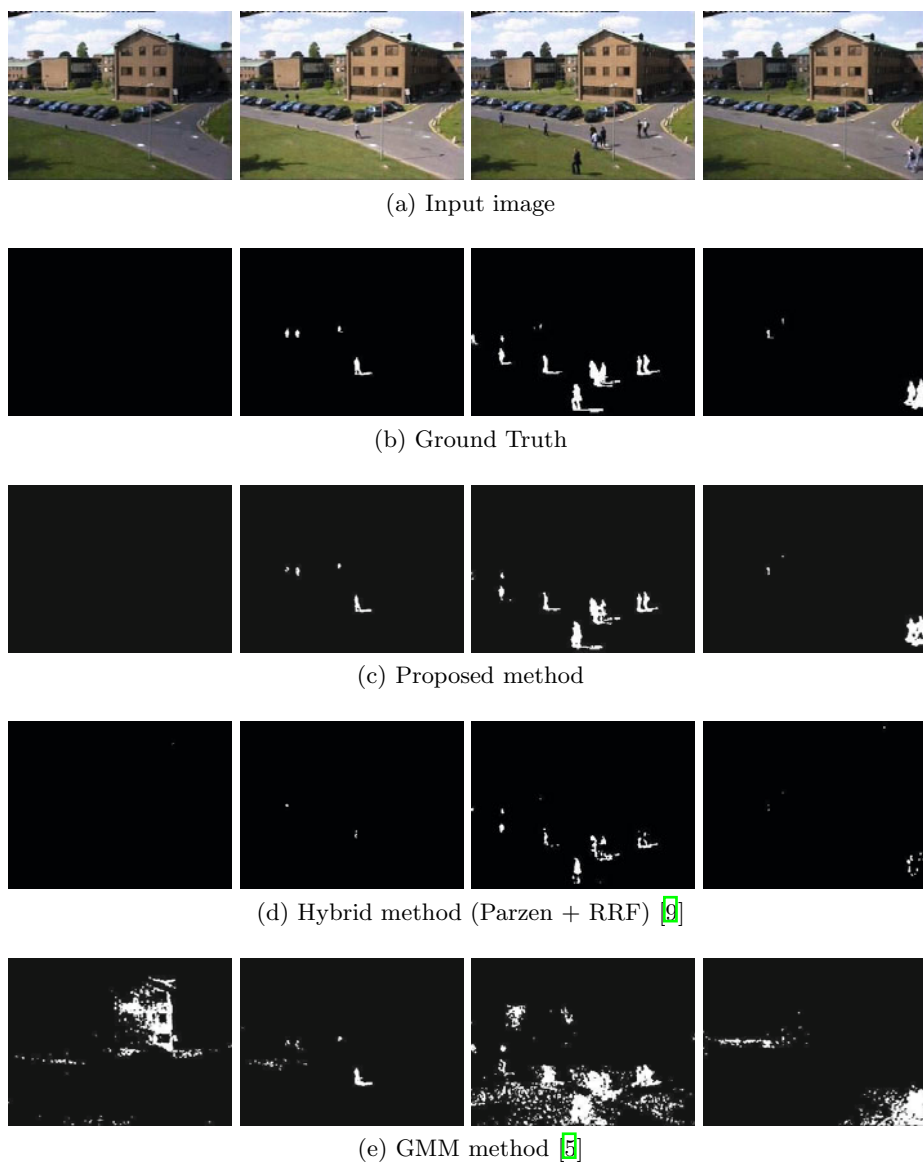 (a) Input image
(b) Ground Truth
(c) Proposed method
(d) Hybrid method (Parzen + RRF) [9]
(e) GMM method [5]